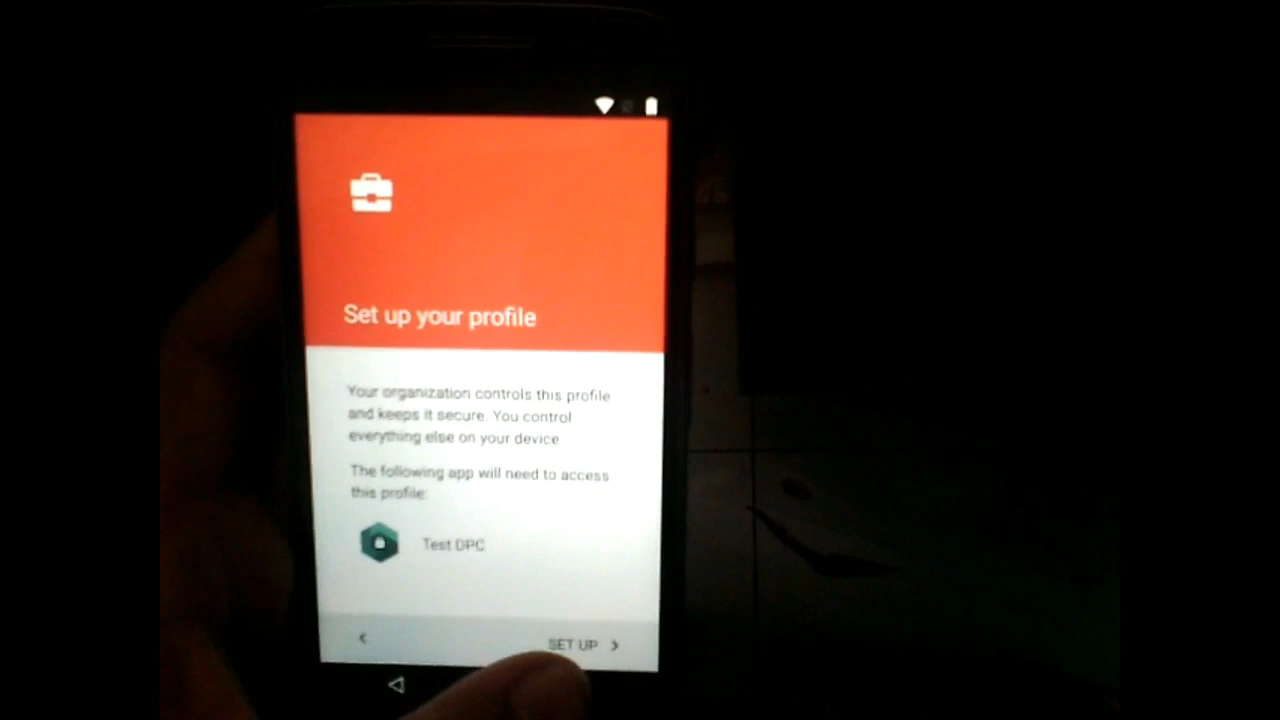 Set up your profile
Your organization controls this profile
and keeps it secure. You control
everything else on your device
The following app will need to access
this profile:
Test DPC
SET UP